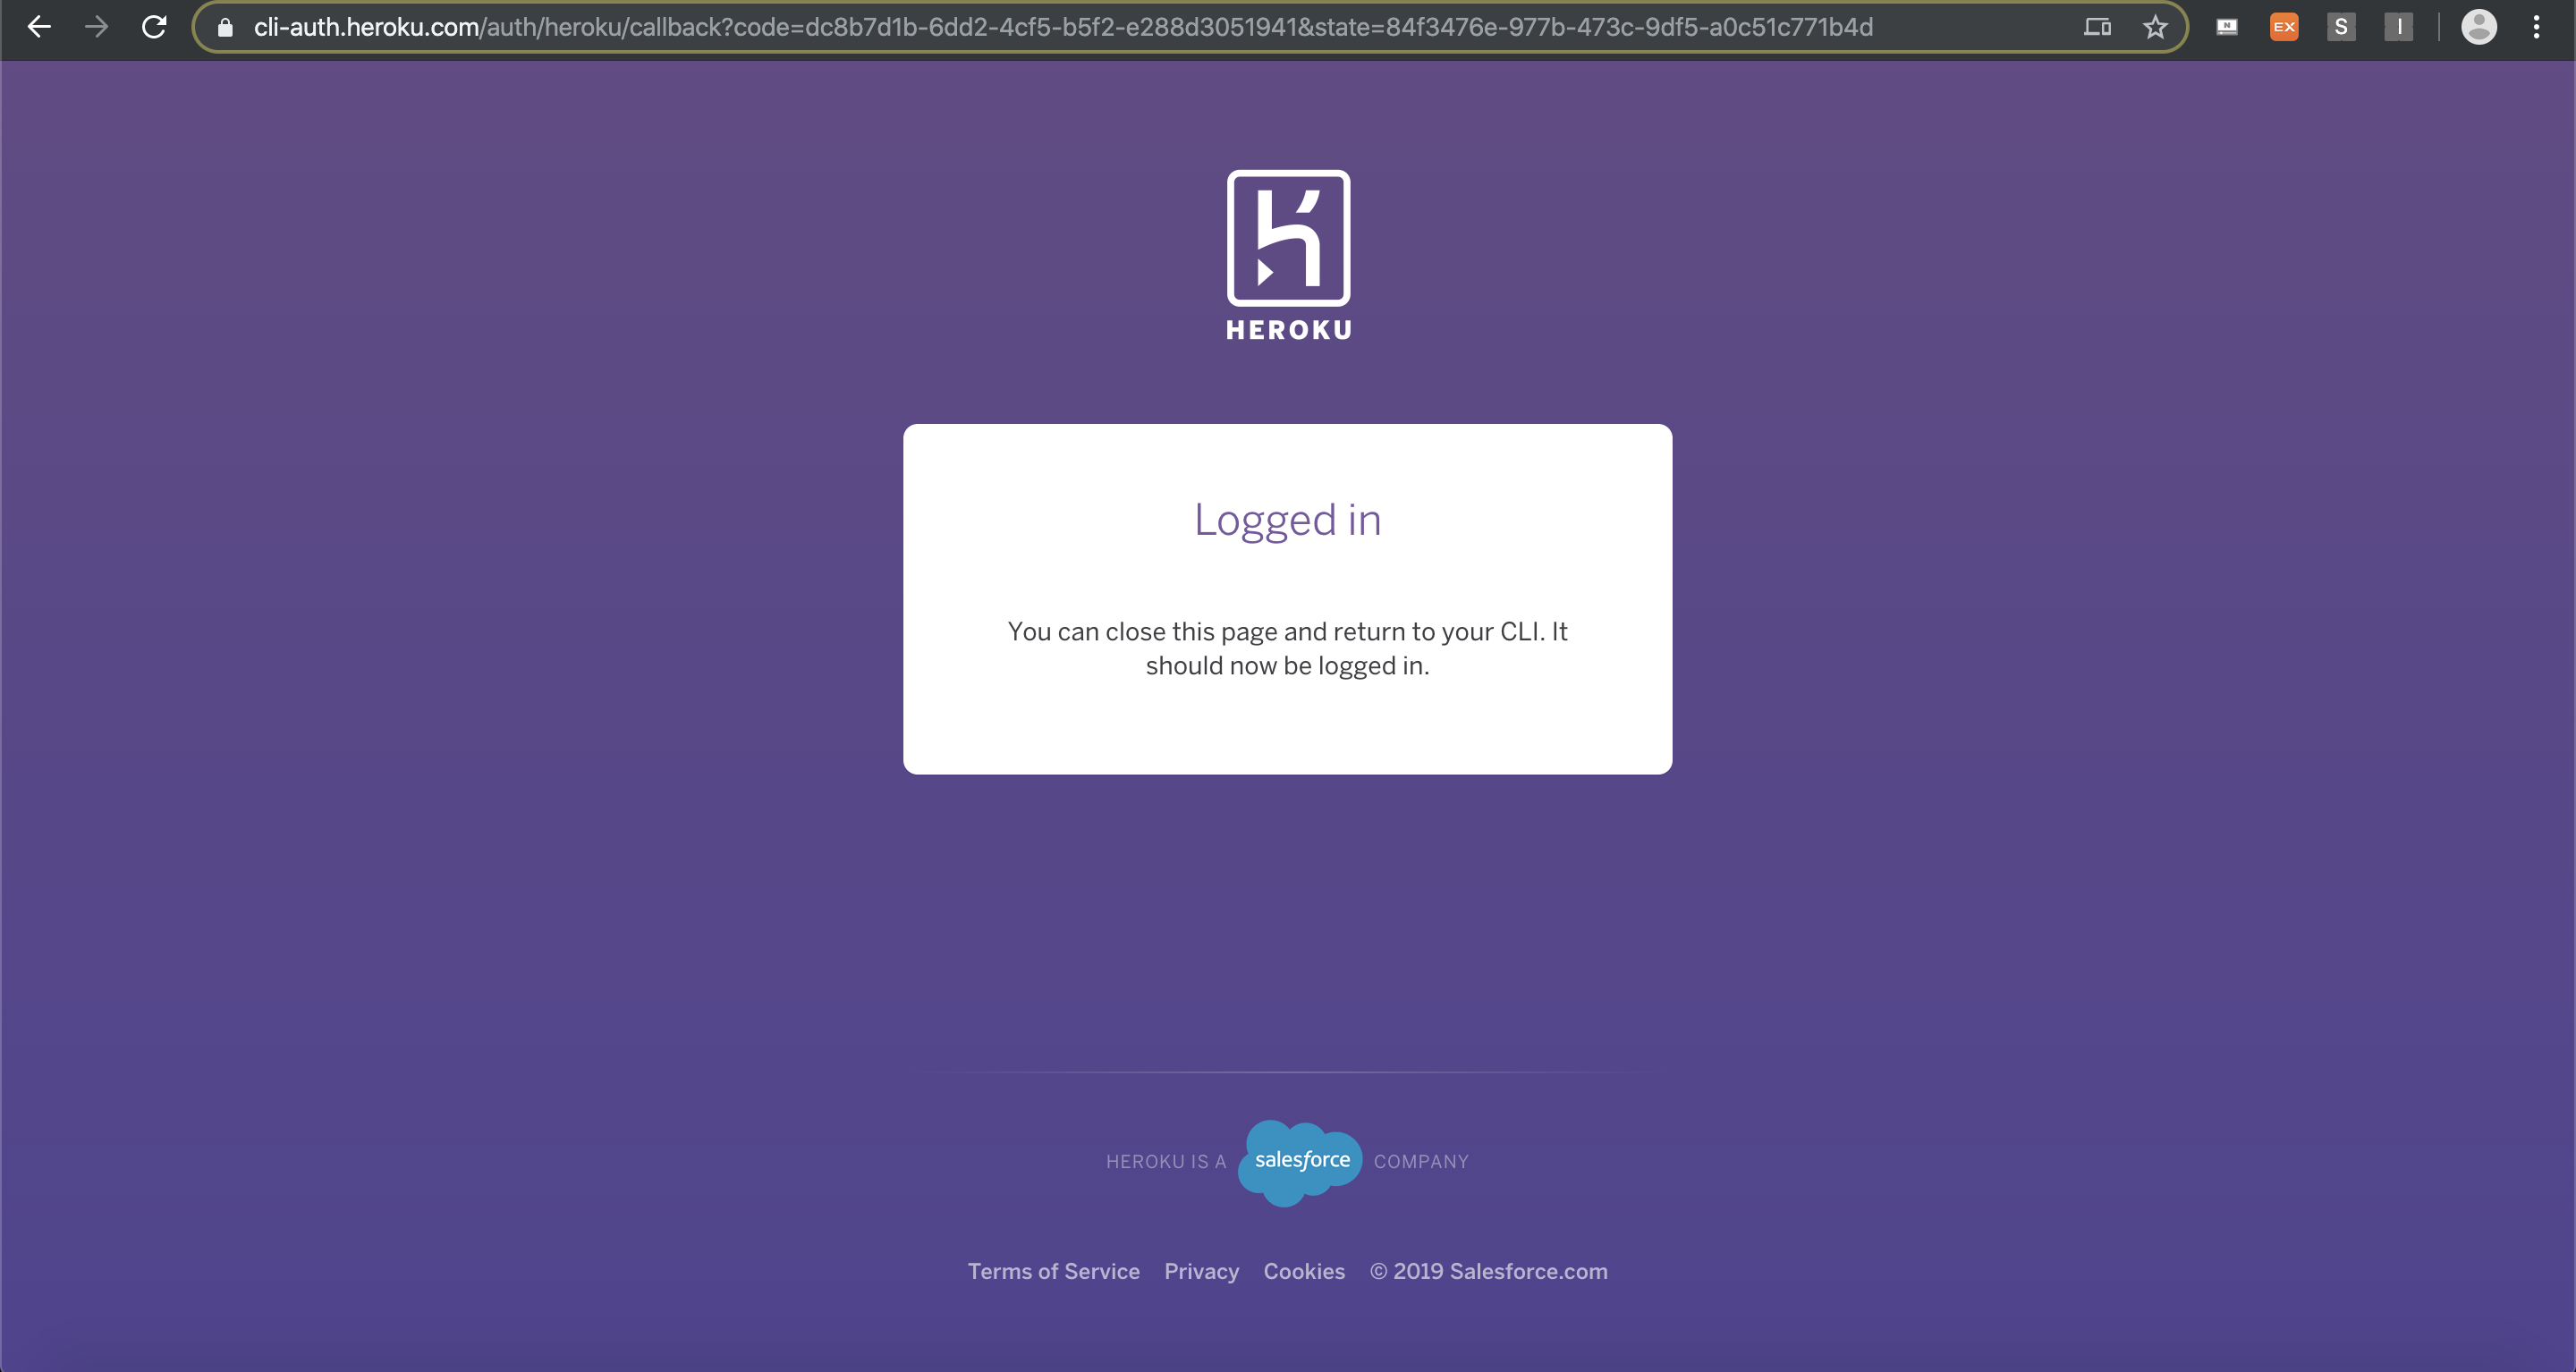 cli-auth.heroku.com/auth/heroku/callback?code=dc8b7d1b-6dd2-4cf5-b5f2-e288d3051941&state=84f3476e-977b-473c-9df5-a0c51c771b4d
N
EX
S
I
HEROKU
Logged in
You can close this page and return to your CLI. It
should now be logged in.
HEROKU IS A salesforce COMPANY
Terms of Service Privacy Cookies © 2019 Salesforce.com